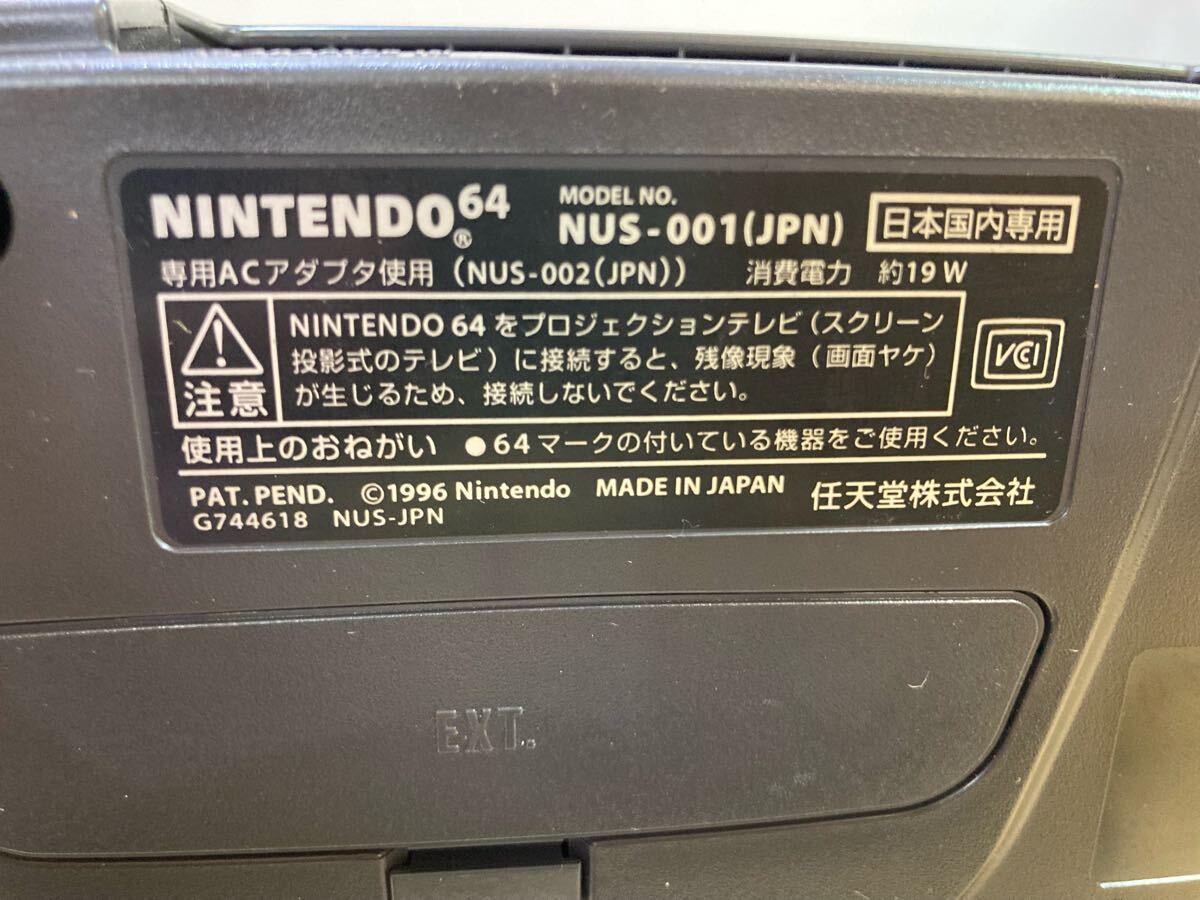 NINTENDO64® MODEL NO. NUS-001(JPN) 日本国内専用
専用ACアダプタ使用 (NUS-002(JPN)) 消費電力 約19 W
注意
NINTENDO 64 をプロジェクションテレビ(スクリーン
投影式のテレビ)に接続すると、残像現象(画面ヤケ)
が生じるため、接続しないでください。
VCI
使用上のおねがい ●64 マークの付いている機器をご使用ください。
PAT. PEND. ©1996 Nintendo MADE IN JAPAN 任天堂株式会社
G744618 NUS-JPN
EXT.